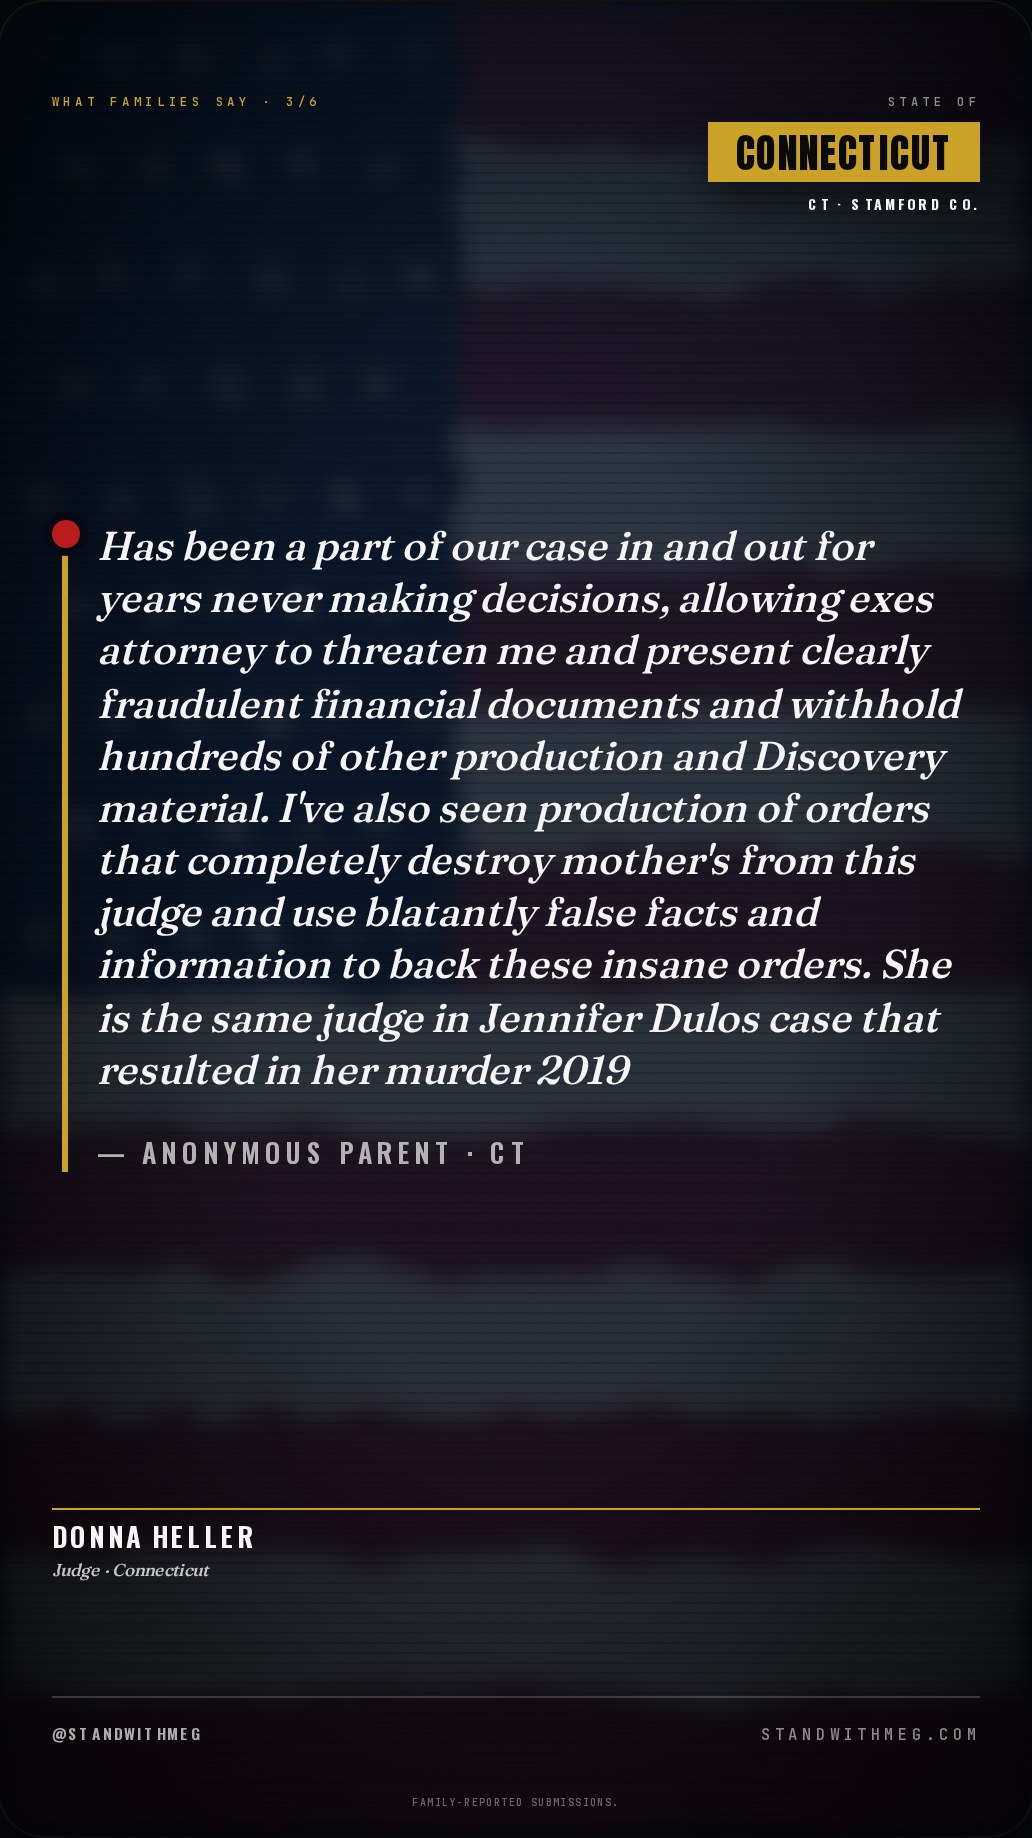 WHAT FAMILIES SAY · 3/6
STATE OF
CONNECTICUT
CT · STAMFORD CO.
Has been a part of our case in and out for
years never making decisions, allowing exes
attorney to threaten me and present clearly
fraudulent financial documents and withhold
hundreds of other production and Discovery
material. I've also seen production of orders
that completely destroy mother's from this
judge and use blatantly false facts and
information to back these insane orders. She
is the same judge in Jennifer Dulos case that
resulted in her murder 2019
— ANONYMOUS PARENT · CT
DONNA HELLER
Judge · Connecticut
@STANDWITHMEG
STANDWITHMEG.COM
FAMILY-REPORTED SUBMISSIONS.